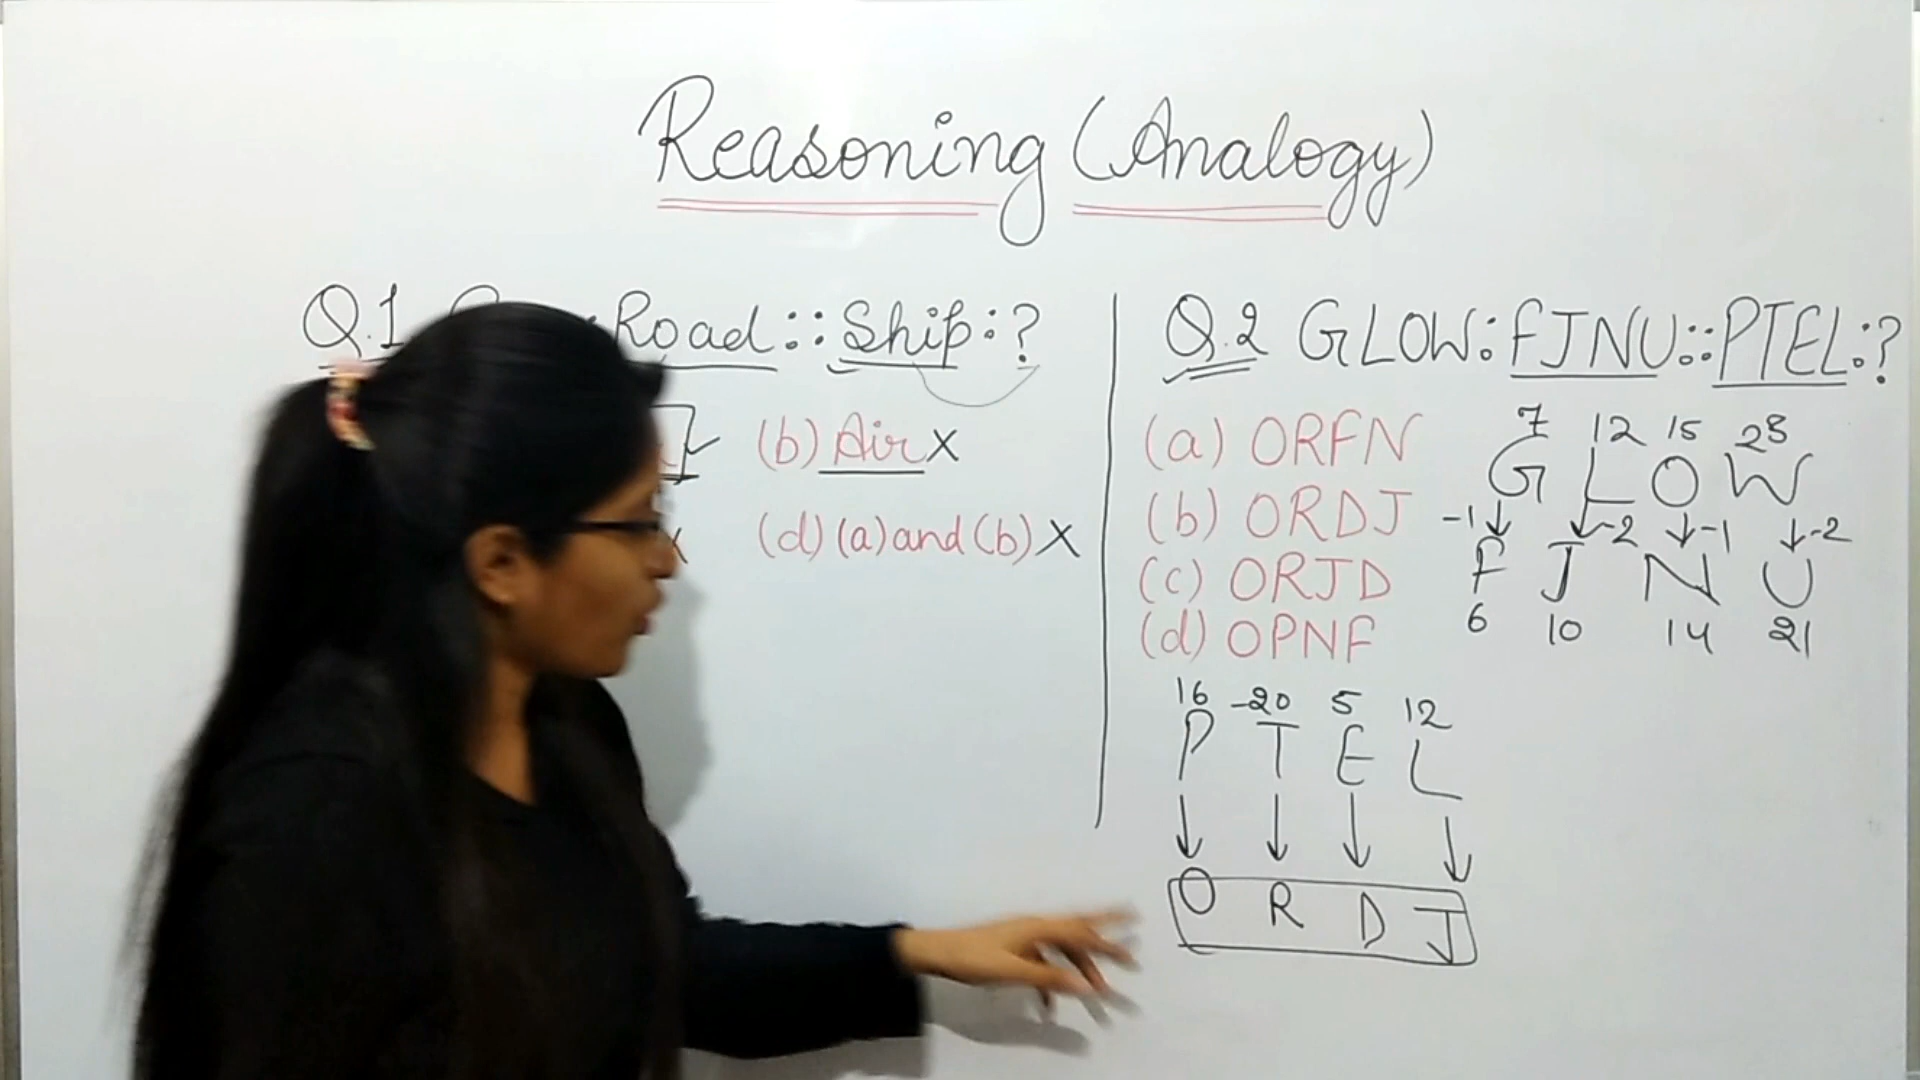 Reasoning (Analogy)
Q.1 Road :: Ship : ?
(b) Air X
(d) (a) and (b) X
Q.2 GLOW : FJNU :: PTEL : ?
(a) ORFN
(b) ORDJ
(c) ORJD
(d) OPNF
7 12 15 23
G L O W
-1 -2 -1 -2
F J N U
6 10 14 21
16 -20 5 12
P T E L
O R D J